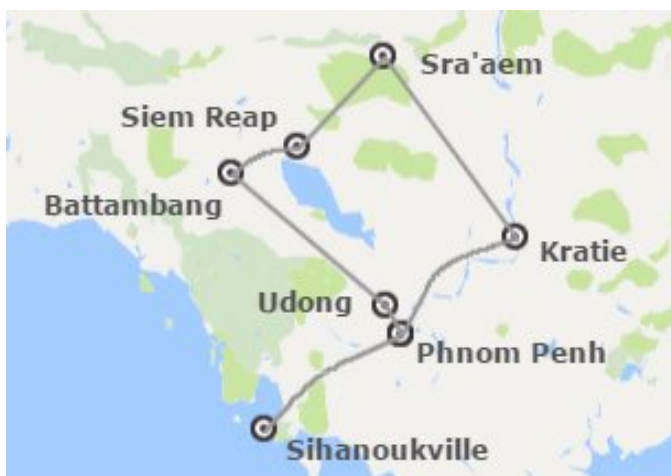 Sra'aem
Siem Reap
Battambang
Kratie
Udong
Phnom Penh
Sihanoukville